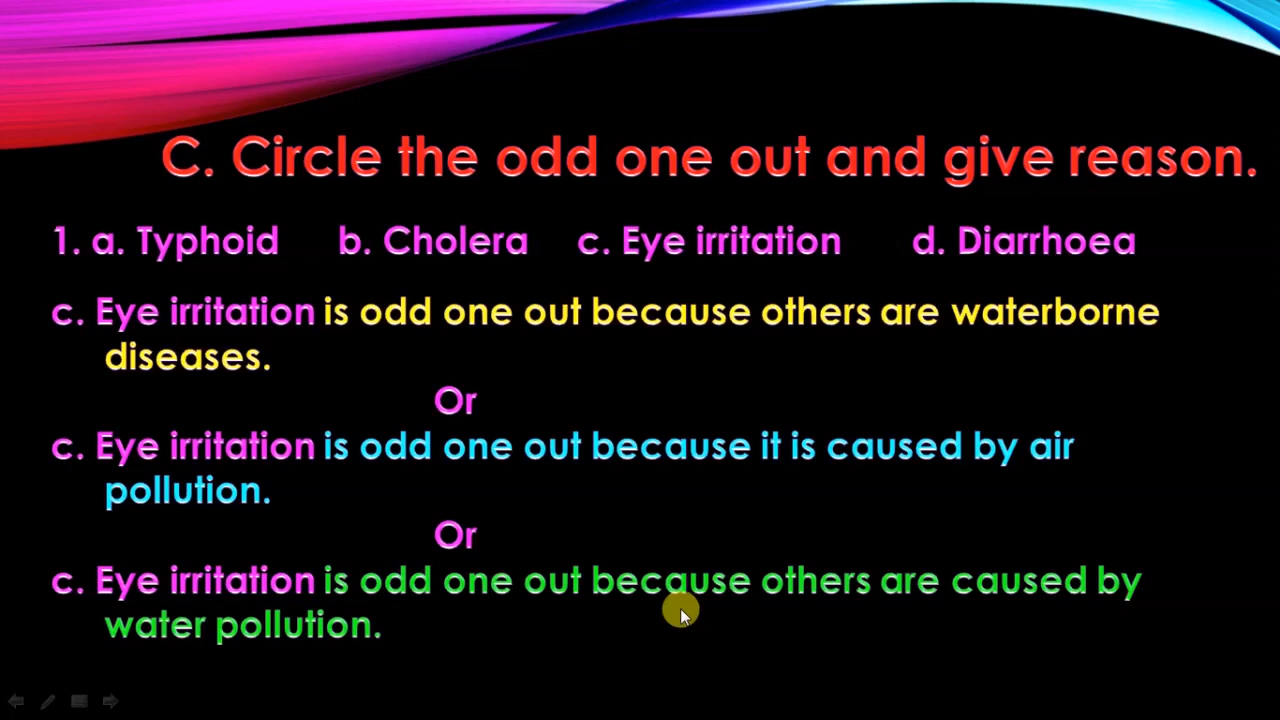 C. Circle the odd one out and give reason.
1. a. Typhoid b. Cholera c. Eye irritation d. Diarrhoea
c. Eye irritation is odd one out because others are waterborne
diseases.
Or
c. Eye irritation is odd one out because it is caused by air
pollution.
Or
c. Eye irritation is odd one out because others are caused by
water pollution.